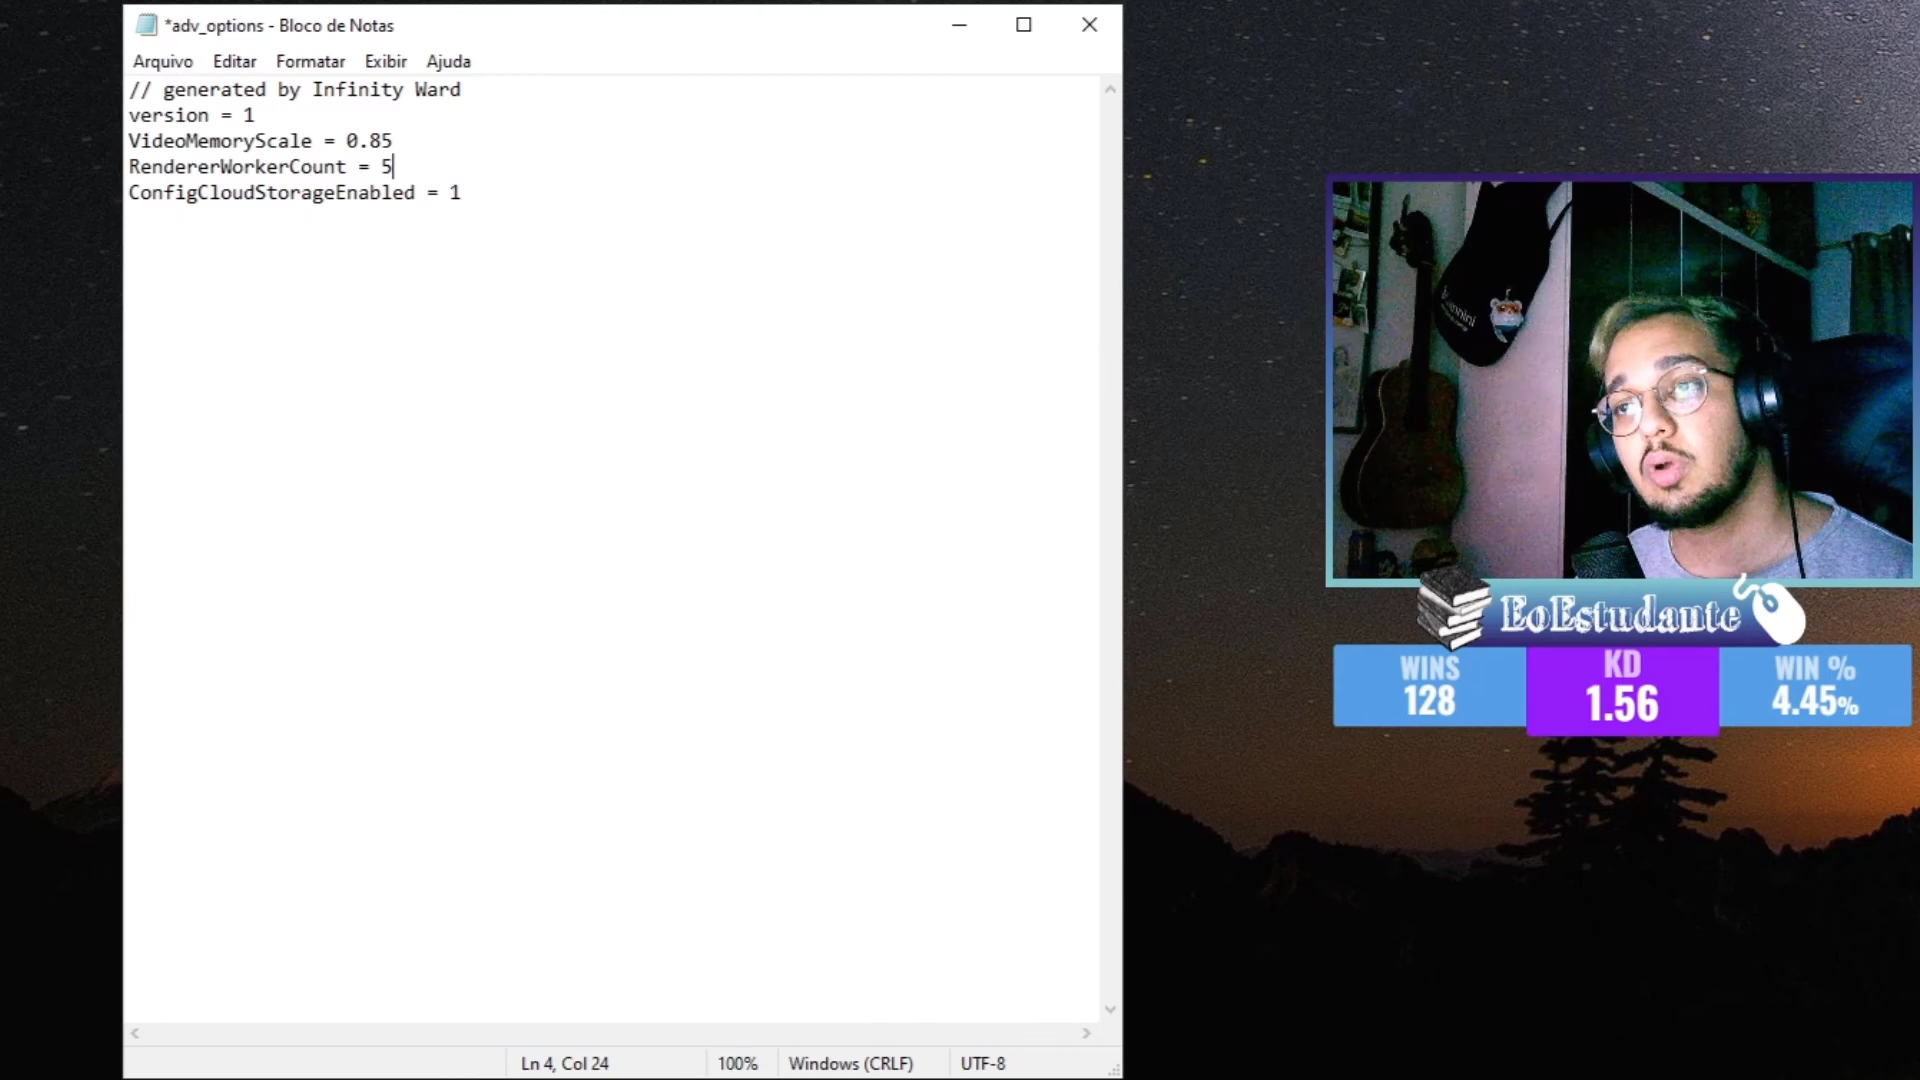 *adv_options - Bloco de Notas
Arquivo Editar Formatar Exibir Ajuda
// generated by Infinity Ward
version = 1
VideoMemoryScale = 0.85
RendererWorkerCount = 5
ConfigCloudStorageEnabled = 1
Ln 4, Col 24 100% Windows (CRLF) UTF-8
EoEstudante
WINS KD WIN %
128 1.56 4.45%